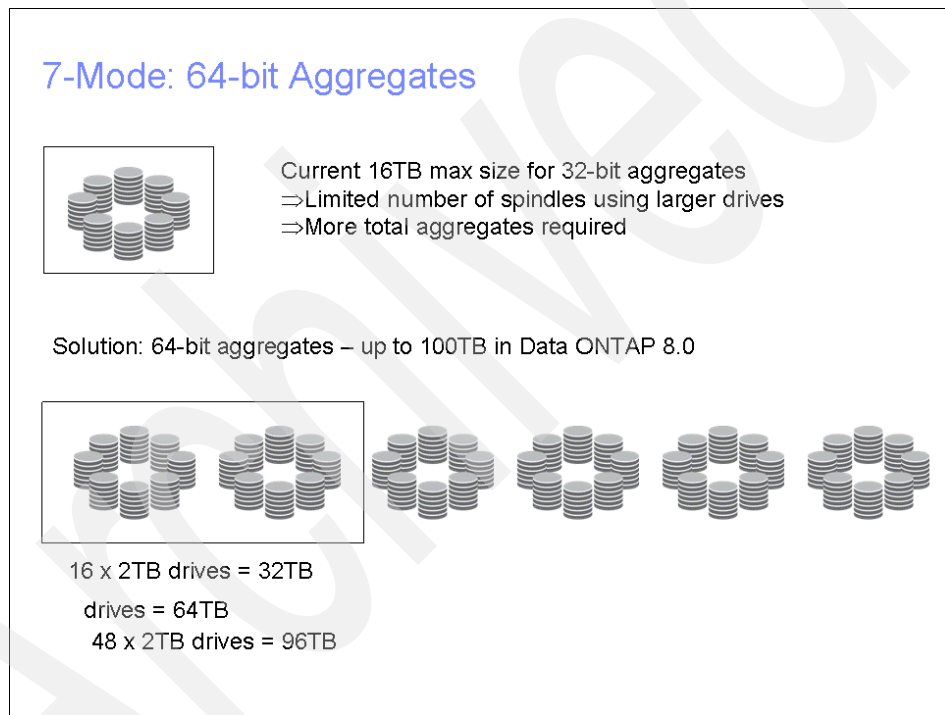 7-Mode: 64-bit Aggregates
Current 16TB max size for 32-bit aggregates
⇒Limited number of spindles using larger drives
⇒More total aggregates required
Solution: 64-bit aggregates – up to 100TB in Data ONTAP 8.0
16 x 2TB drives = 32TB
drives = 64TB
48 x 2TB drives = 96TB
Archived